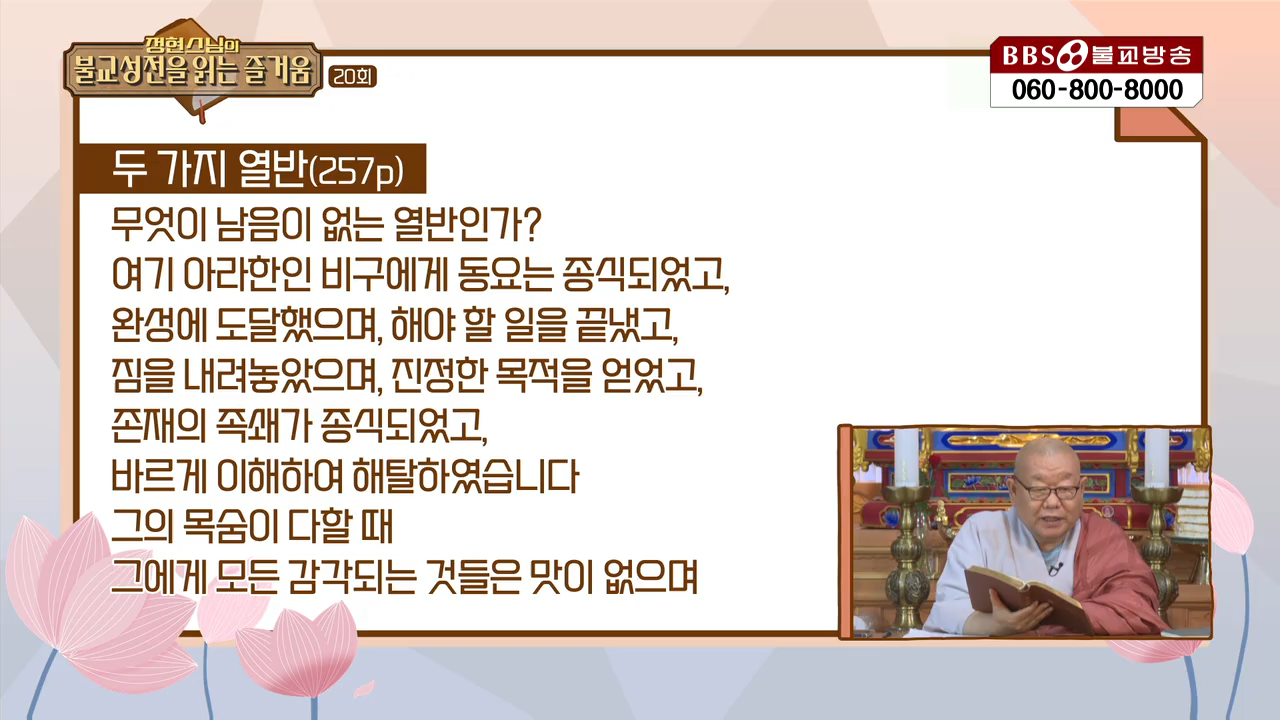 정현스님의
불교성전을 읽는 즐거움
20회
BBS 불교방송
060-800-8000
두 가지 열반(257p)
무엇이 남음이 없는 열반인가?
여기 아라한인 비구에게 동요는 종식되었고,
완성에 도달했으며, 해야 할 일을 끝냈고,
짐을 내려놓았으며, 진정한 목적을 얻었고,
존재의 족쇄가 종식되었고,
바르게 이해하여 해탈하였습니다
그의 목숨이 다할 때
그에게 모든 감각되는 것들은 맛이 없으며